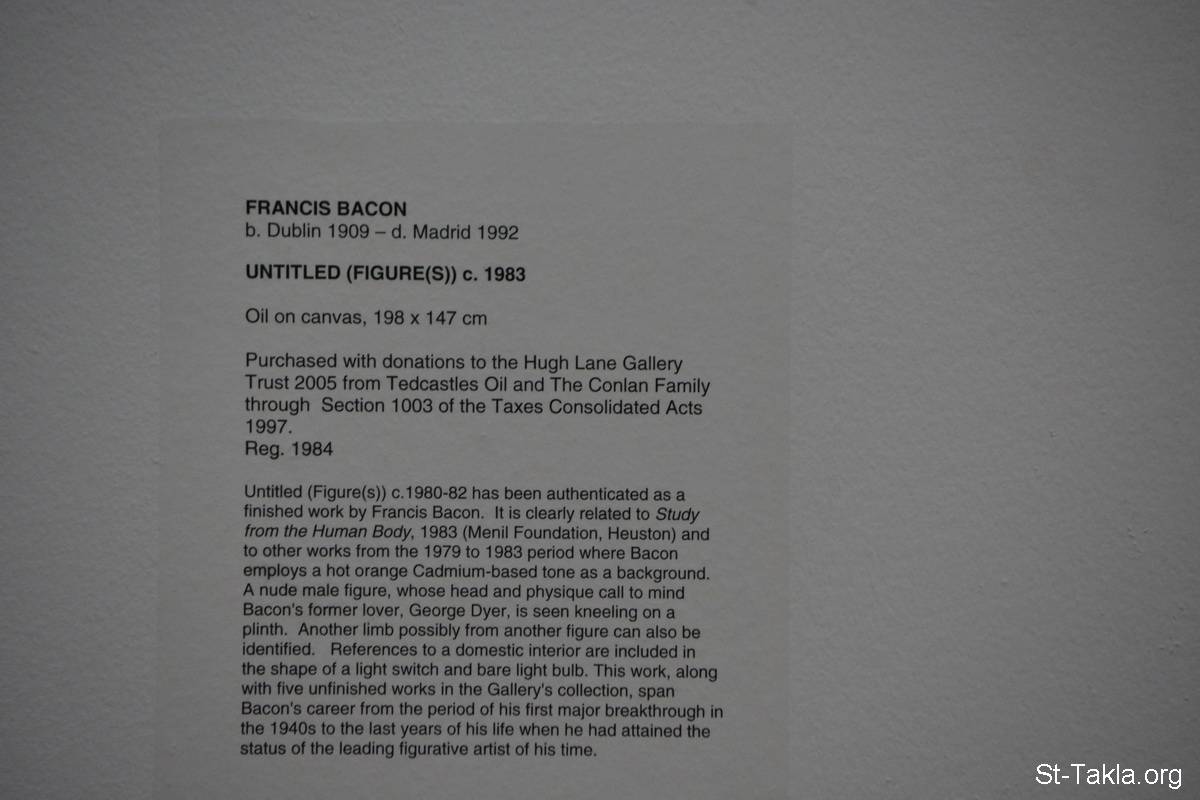 FRANCIS BACON
b. Dublin 1909 – d. Madrid 1992
UNTITLED (FIGURE(S)) c. 1983
Oil on canvas, 198 x 147 cm
Purchased with donations to the Hugh Lane Gallery
Trust 2005 from Tedcastles Oil and The Conlan Family
through  Section 1003 of the Taxes Consolidated Acts
1997.
Reg. 1984
Untitled (Figure(s)) c.1980-82 has been authenticated as a
finished work by Francis Bacon.  It is clearly related to Study
from the Human Body, 1983 (Menil Foundation, Heuston) and
to other works from the 1979 to 1983 period where Bacon
employs a hot orange Cadmium-based tone as a background.
A nude male figure, whose head and physique call to mind
Bacon's former lover, George Dyer, is seen kneeling on a
plinth.  Another limb possibly from another figure can also be
identified.   References to a domestic interior are included in
the shape of a light switch and bare light bulb. This work, along
with five unfinished works in the Gallery's collection, span
Bacon's career from the period of his first major breakthrough in
the 1940s to the last years of his life when he had attained the
status of the leading figurative artist of his time.
St-Takla.org